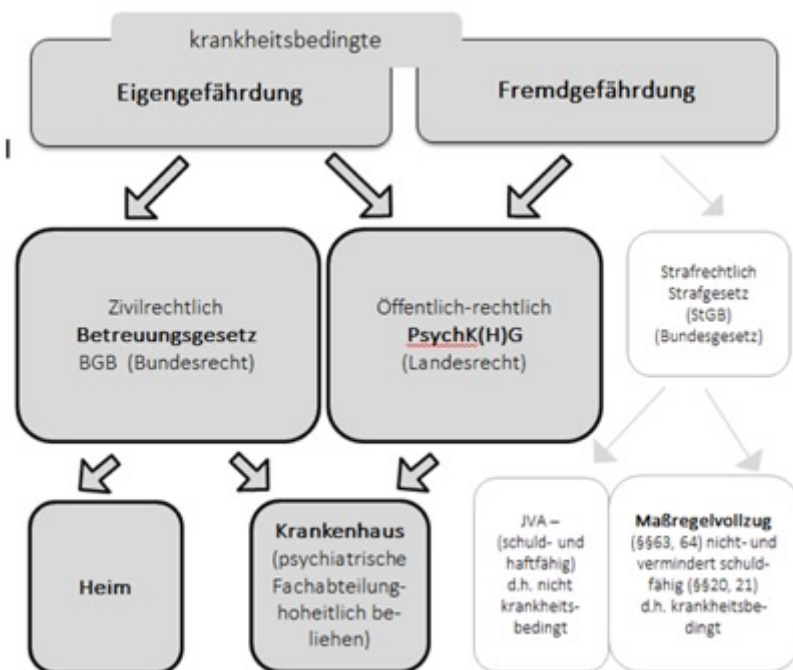 krankheitsbedingte
Eigengefährdung
Fremdgefährdung
Zivilrechtlich
Betreuungsgesetz
BGB (Bundesrecht)
Öffentlich-rechtlich
PsychK(H)G
(Landesrecht)
Strafrechtlich
Strafgesetz
(StGB)
(Bundesgesetz)
Heim
Krankenhaus
(psychiatrische
Fachabteilung-
hoheitlich be-
liehen)
JVA –
(schuld- und
haftfähig)
d.h. nicht
krankheits-
bedingt
Maßregelvollzug
(§§63, 64) nicht- und
vermindert schuld-
fähig (§§20, 21)
d.h. krankheitsbe-
dingt